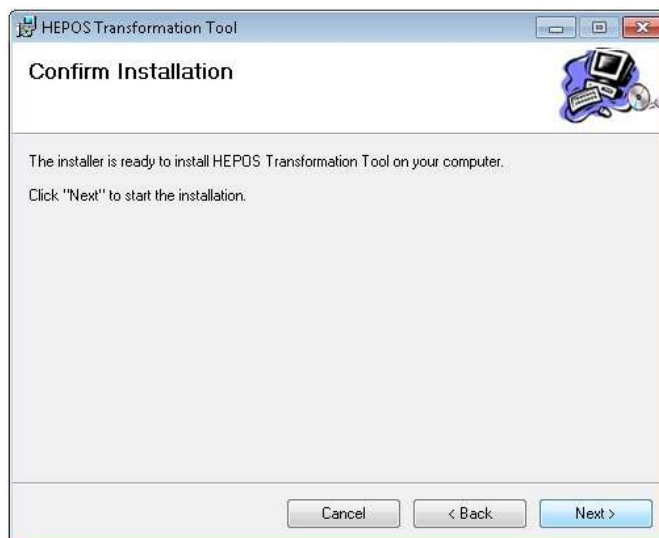 HEPOS Transformation Tool
Confirm Installation
The installer is ready to install HEPOS Transformation Tool on your computer.
Click "Next" to start the installation.
Cancel
< Back
Next >